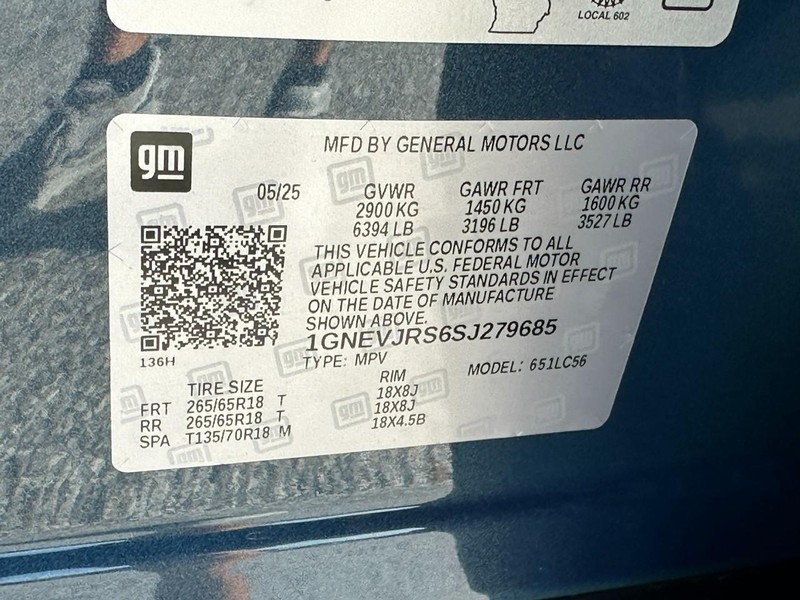 LOCAL 602
gm
MFD BY GENERAL MOTORS LLC
05/25 GVWR GAWR FRT GAWR RR
2900 KG 1450 KG 1600 KG
6394 LB 3196 LB 3527 LB
THIS VEHICLE CONFORMS TO ALL
APPLICABLE U.S. FEDERAL MOTOR
VEHICLE SAFETY STANDARDS IN EFFECT
ON THE DATE OF MANUFACTURE
SHOWN ABOVE.
1GNEVJRS6SJ279685
136H
TYPE: MPV MODEL: 651LC56
TIRE SIZE RIM
FRT 265/65R18 T 18X8J
RR 265/65R18 T 18X8J
SPA T135/70R18 M 18X4.5B